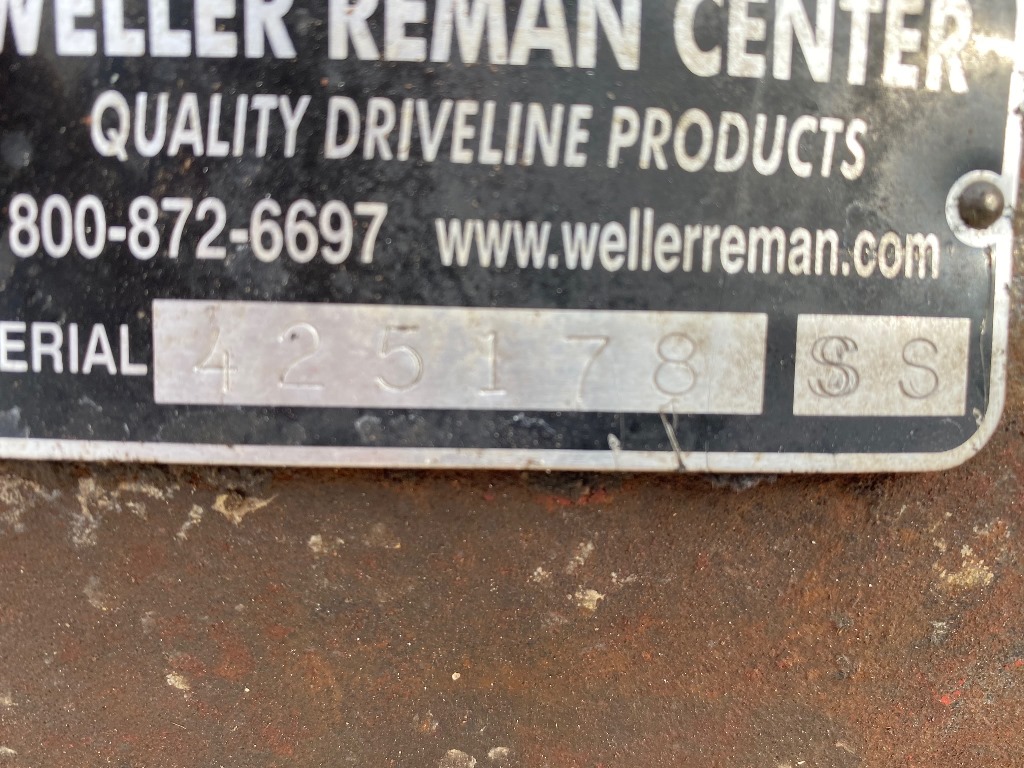 WELLER REMAN CENTER
QUALITY DRIVELINE PRODUCTS
800-872-6697 www.wellerreman.com
ERIAL 425178 SS